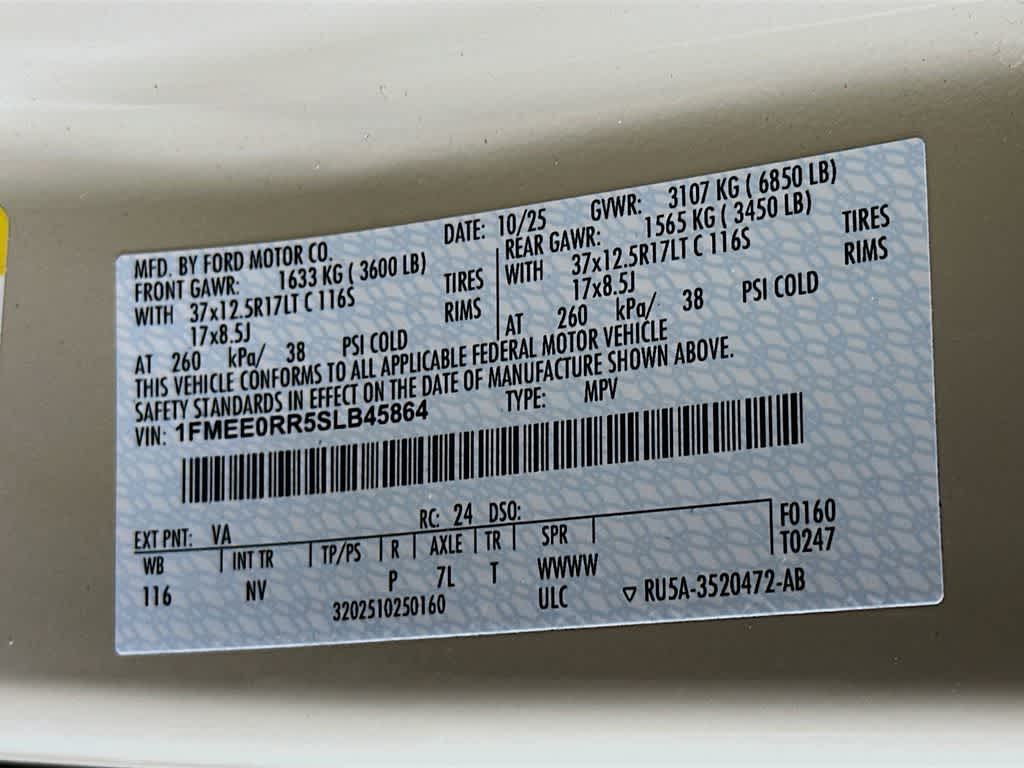 MFD. BY FORD MOTOR CO. DATE: 10/25 GVWR: 3107 KG ( 6850 LB)
FRONT GAWR: 1633 KG ( 3600 LB) REAR GAWR: 1565 KG ( 3450 LB)
WITH 37x12.5R17LT C 116S TIRES WITH 37x12.5R17LT C 116S TIRES
17x8.5J RIMS 17x8.5J RIMS
AT 260 kPa/ 38 PSI COLD AT 260 kPa/ 38 PSI COLD
THIS VEHICLE CONFORMS TO ALL APPLICABLE FEDERAL MOTOR VEHICLE
SAFETY STANDARDS IN EFFECT ON THE DATE OF MANUFACTURE SHOWN ABOVE.
VIN: 1FMEE0RR5SLB45864 TYPE: MPV
EXT PNT: VA RC: 24 DSO: F0160
WB INT TR TP/PS R AXLE TR SPR T0247
116 NV P 7L T WWWW
3202510250160 ULC ▽ RU5A-3520472-AB